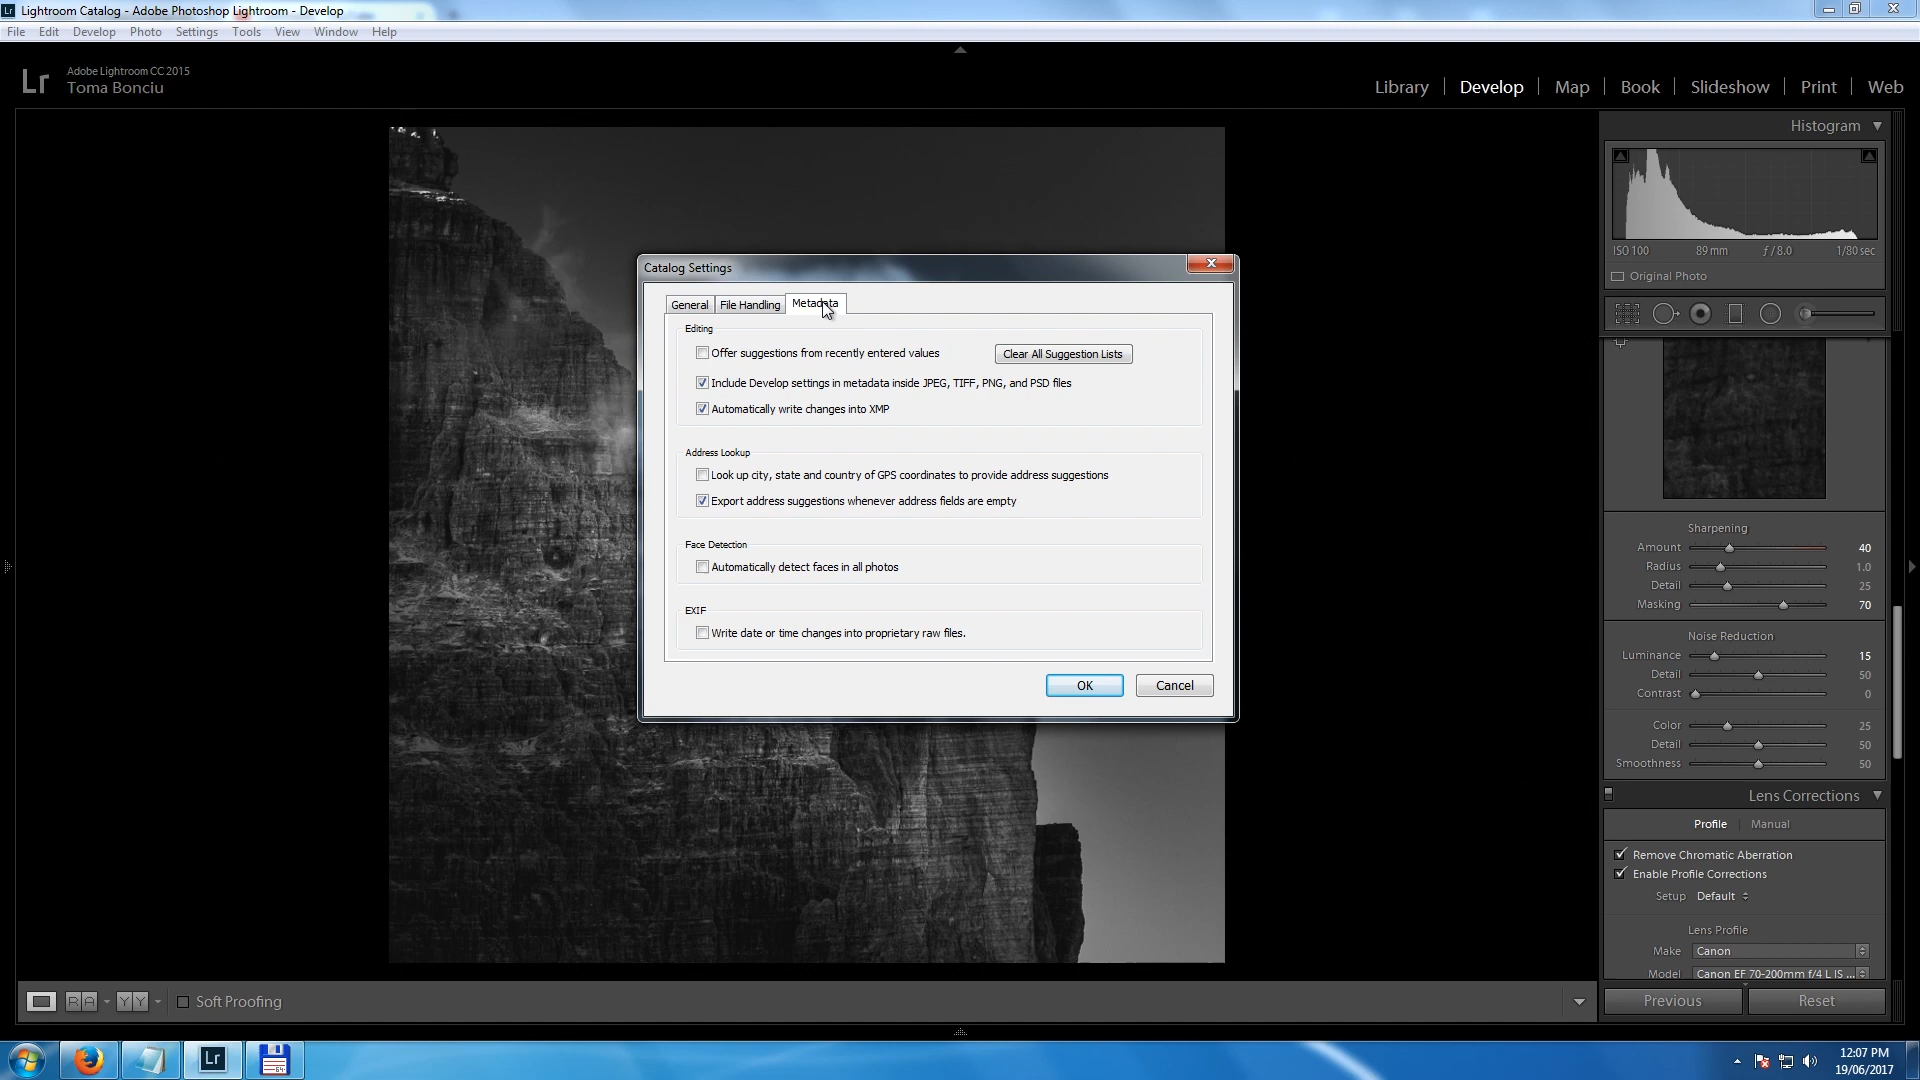 Lr Lightroom Catalog - Adobe Photoshop Lightroom - Develop
File Edit Develop Photo Settings Tools View Window Help
Lr Adobe Lightroom CC 2015
Toma Bonciu
Library Develop Map Book Slideshow Print Web
Histogram
ISO 100 89 mm ƒ / 8.0 1/80 sec
Original Photo
Catalog Settings
General File Handling Metadata
Editing
Offer suggestions from recently entered values Clear All Suggestion Lists
Include Develop settings in metadata inside JPEG, TIFF, PNG, and PSD files
Automatically write changes into XMP
Address Lookup
Look up city, state and country of GPS coordinates to provide address suggestions
Export address suggestions whenever address fields are empty
Face Detection
Automatically detect faces in all photos
EXIF
Write date or time changes into proprietary raw files.
OK Cancel
Sharpening
Amount 40
Radius 1.0
Detail 25
Masking 70
Noise Reduction
Luminance 15
Detail 50
Contrast 0
Color 25
Detail 50
Smoothness 50
Lens Corrections
Profile Manual
Remove Chromatic Aberration
Enable Profile Corrections
Setup Default
Lens Profile
Make Canon
Model Canon EF 70-200mm f/4 L IS ...
Previous Reset
R A Y Y Soft Proofing
Lr 64
12:07 PM
19/06/2017